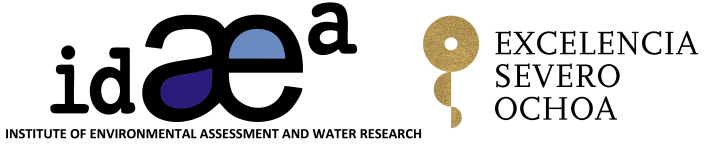 idæa
INSTITUTE OF ENVIRONMENTAL ASSESSMENT AND WATER RESEARCH
EXCELENCIA
SEVERO
OCHOA